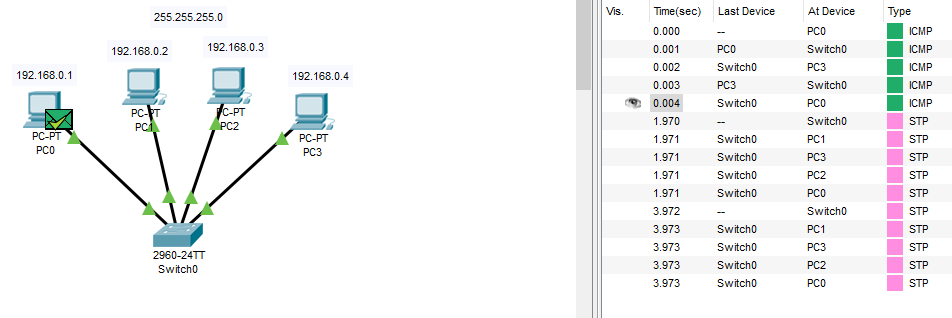 255.255.255.0
192.168.0.1
192.168.0.2
192.168.0.3
192.168.0.4
PC-PT
PC0
PC-PT
PC1
PC-PT
PC2
PC-PT
PC3
2960-24TT
Switch0
Vis. Time(sec) Last Device At Device Type
0.000 -- PC0 ICMP
0.001 PC0 Switch0 ICMP
0.002 Switch0 PC3 ICMP
0.003 PC3 Switch0 ICMP
0.004 Switch0 PC0 ICMP
1.970 -- Switch0 STP
1.971 Switch0 PC1 STP
1.971 Switch0 PC3 STP
1.971 Switch0 PC2 STP
1.971 Switch0 PC0 STP
3.972 -- Switch0 STP
3.973 Switch0 PC1 STP
3.973 Switch0 PC3 STP
3.973 Switch0 PC2 STP
3.973 Switch0 PC0 STP